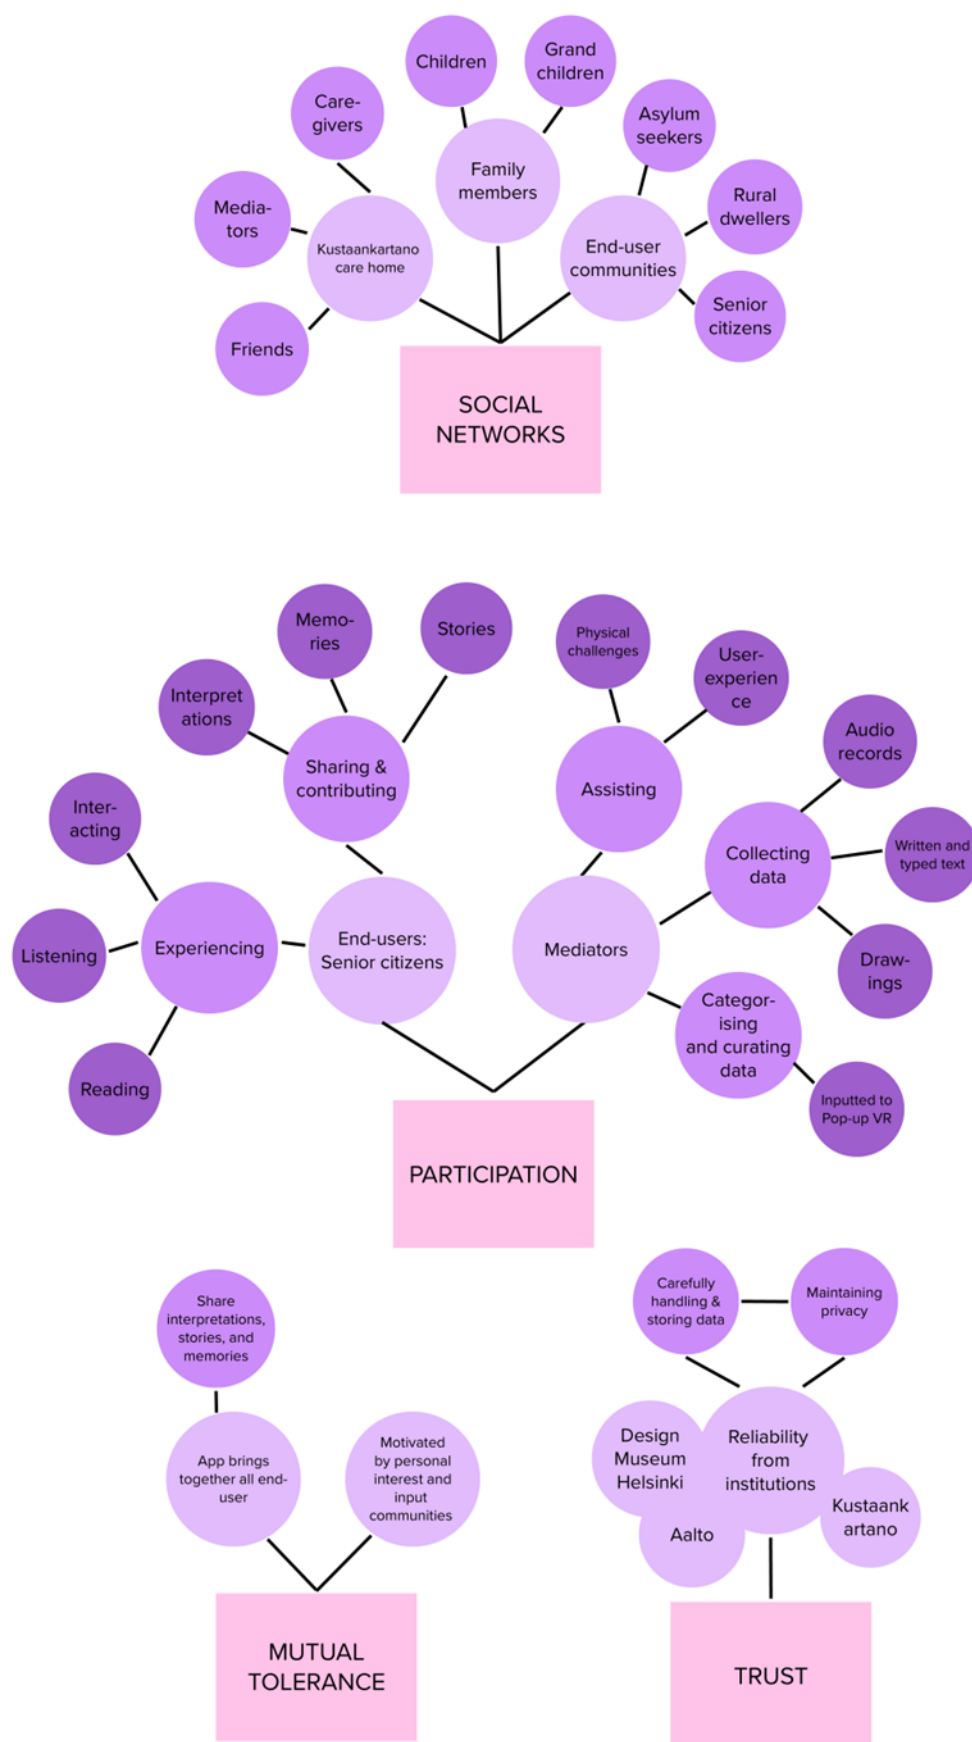 Children
Grand
children
Care-
givers
Asylum
seekers
Family
members
Media-
tors
Rural
dwellers
Kustaankartano
care home
End-user
communities
Friends
Senior
citizens
SOCIAL
NETWORKS
Memo-
ries
Stories
Physical
challenges
User-
experien
ce
Interpret
ations
Audio
records
Sharing &
contributing
Assisting
Inter-
acting
Collecting
data
Written and
typed text
Listening
Experiencing
End-users:
Senior citizens
Mediators
Draw-
ings
Categor-
ising
and curating
data
Reading
Inputted to
Pop-up VR
PARTICIPATION
Share
interpretations,
stories, and
memories
App brings
together all end-
user
Motivated
by personal
interest and
input
communities
MUTUAL
TOLERANCE
Carefully
handling &
storing data
Maintaining
privacy
Design
Museum
Helsinki
Reliability
from
institutions
Aalto
Kustaank
artano
TRUST